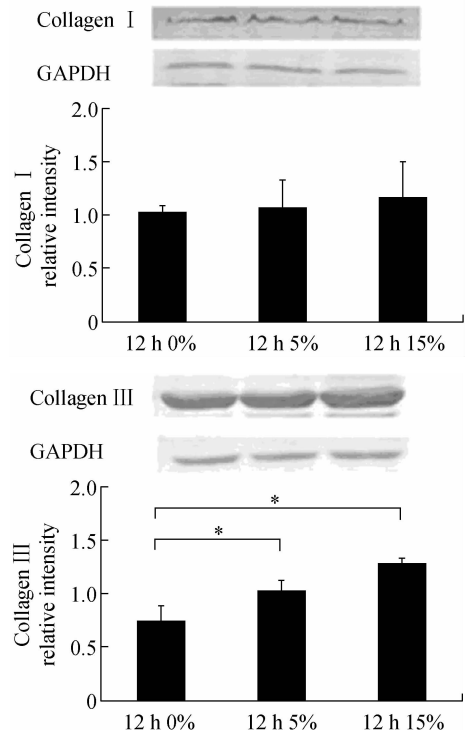 Collagen Ⅰ
GAPDH
Collagen Ⅰ
relative intensity
2.0
1.5
1.0
0.5
0
12 h 0%
12 h 5%
12 h 15%
Collagen III
GAPDH
Collagen III
relative intensity
2.0
1.5
1.0
0.5
0
*
*
12 h 0%
12 h 5%
12 h 15%